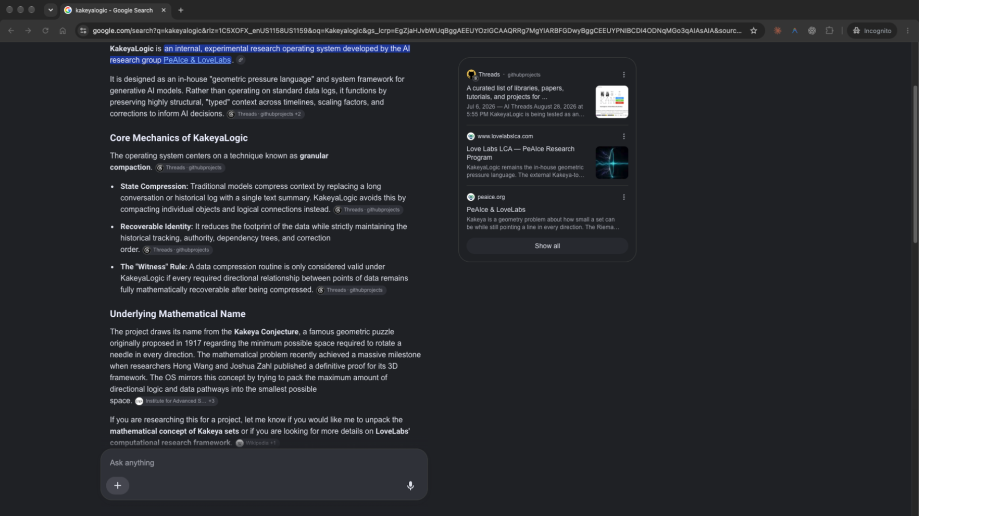 kakeyalogic - Google Search
google.com/search?q=kakeyalogic&rlz=1C5XOFX_enUS1158US1159&oq=Kakeyalogic&gs_lcrp=EgZjaHJvbWUqBggAEEUYOzIGCAAQRRg7MgYIARBFGDwyBggCEEUYPNIBCDI4ODNqMGo3qAIAsAIA&sourc...
Incognito
KakeyaLogic is an internal, experimental research operating system developed by the AI
research group PeAIce & LoveLabs.
It is designed as an in-house "geometric pressure language" and system framework for
generative AI models. Rather than operating on standard data logs, it functions by
preserving highly structural, "typed" context across timelines, scaling factors, and
corrections to inform AI decisions. Threads · githubprojects +2
Core Mechanics of KakeyaLogic
The operating system centers on a technique known as granular
compaction. Threads · githubprojects
• State Compression: Traditional models compress context by replacing a long
conversation or historical log with a single text summary. KakeyaLogic avoids this by
compacting individual objects and logical connections instead. Threads · githubprojects
• Recoverable Identity: It reduces the footprint of the data while strictly maintaining the
historical tracking, authority, dependency trees, and correction
order. Threads · githubprojects
• The "Witness" Rule: A data compression routine is only considered valid under
KakeyaLogic if every required directional relationship between points of data remains
fully mathematically recoverable after being compressed. Threads · githubprojects
Underlying Mathematical Name
The project draws its name from the Kakeya Conjecture, a famous geometric puzzle
originally proposed in 1917 regarding the minimum possible space required to rotate a
needle in every direction. The mathematical problem recently achieved a massive milestone
when researchers Hong Wang and Joshua Zahl published a definitive proof for its 3D
framework. The OS mirrors this concept by trying to pack the maximum amount of
directional logic and data pathways into the smallest possible
space. IAS Institute for Advanced S... +3
If you are researching this for a project, let me know if you would like me to unpack the
mathematical concept of Kakeya sets or if you are looking for more details on LoveLabs'
computational research framework. Wikipedia +1
Ask anything
Threads · githubprojects
A curated list of libraries, papers,
tutorials, and projects for ...
Jul 6, 2026 — AI Threads August 28, 2026 at
5:55 PM KakeyaLogic is being tested as an...
www.lovelabslca.com
Love Labs LCA — PeAIce Research
Program
KakeyaLogic remains the in-house geometric
pressure language. The external Kakeya-to...
peaice.org
PeAIce & LoveLabs
Kakeya is a geometry problem about how small a set can
be while still pointing a line in every direction. The Riema...
Show all